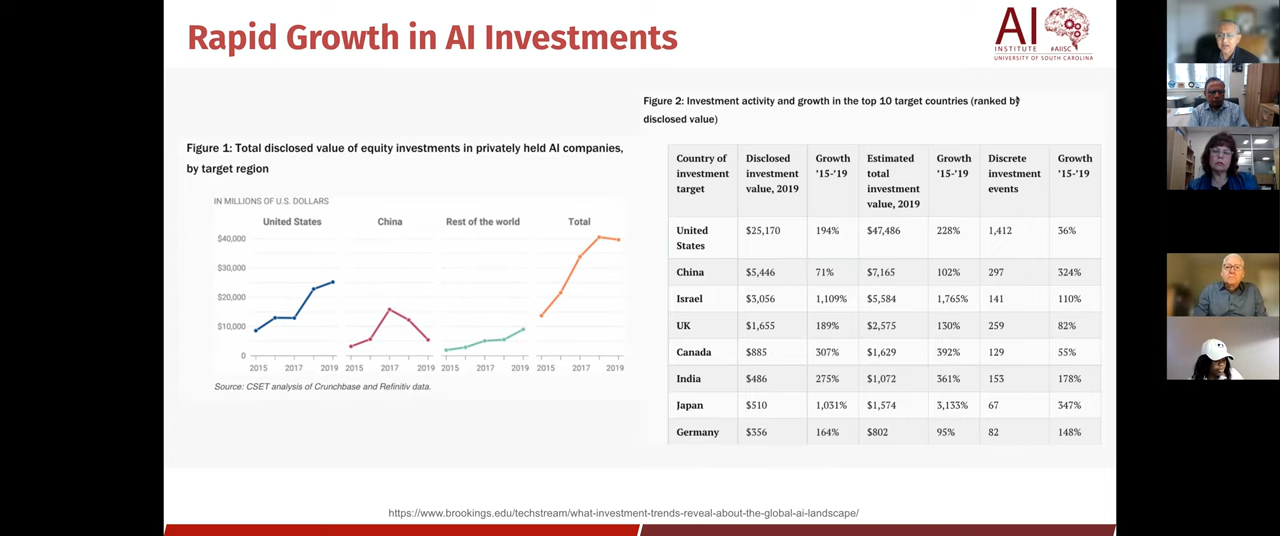 Rapid Growth in AI Investments
AI
INSTITUTE #AIISC
UNIVERSITY OF SOUTH CAROLINA
Figure 1: Total disclosed value of equity investments in privately held AI companies,
by target region
IN MILLIONS OF U.S. DOLLARS
United States China Rest of the world Total
$40,000
$30,000
$20,000
$10,000
0
2015 2017 2019 2015 2017 2019 2015 2017 2019 2015 2017 2019
Source: CSET analysis of Crunchbase and Refinitiv data.
Figure 2: Investment activity and growth in the top 10 target countries (ranked by
disclosed value)
Country of investment target Disclosed investment value, 2019 Growth '15-'19 Estimated total investment value, 2019 Growth '15-'19 Discrete investment events Growth '15-'19
United States $25,170 194% $47,486 228% 1,412 36%
China $5,446 71% $7,165 102% 297 324%
Israel $3,056 1,109% $5,584 1,765% 141 110%
UK $1,655 189% $2,575 130% 259 82%
Canada $885 307% $1,629 392% 129 55%
India $486 275% $1,072 361% 153 178%
Japan $510 1,031% $1,574 3,133% 67 347%
Germany $356 164% $802 95% 82 148%
https://www.brookings.edu/techstream/what-investment-trends-reveal-about-the-global-ai-landscape/